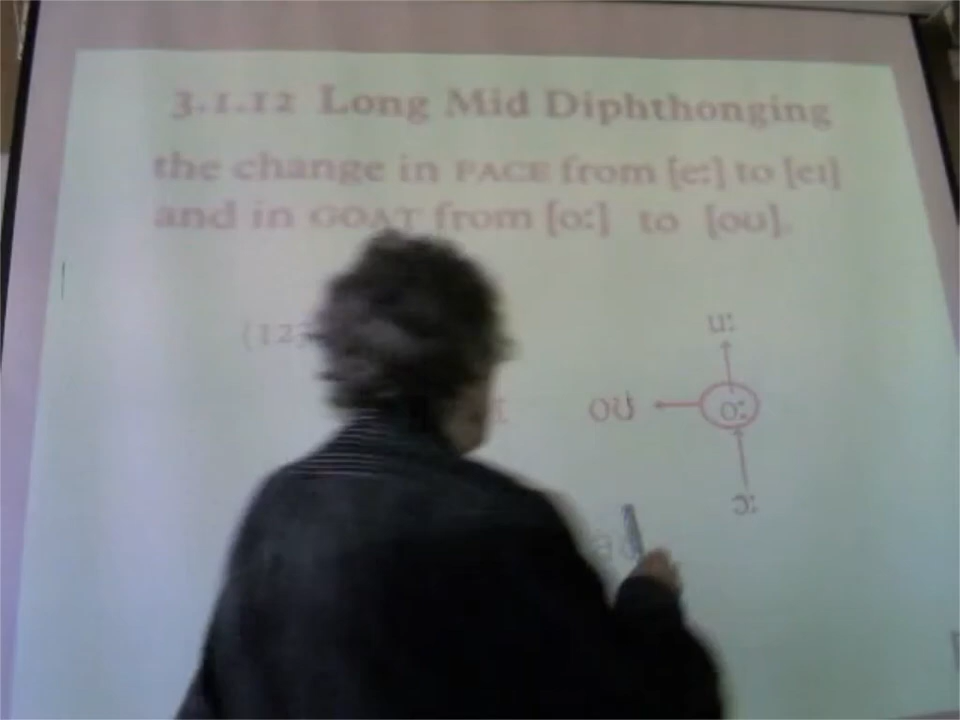 3.1.12 Long Mid Diphthonging
the change in FACE from [eː] to [eɪ]
and in GOAT from [oː] to [oʊ].
uː
oʊ oː
ɔː